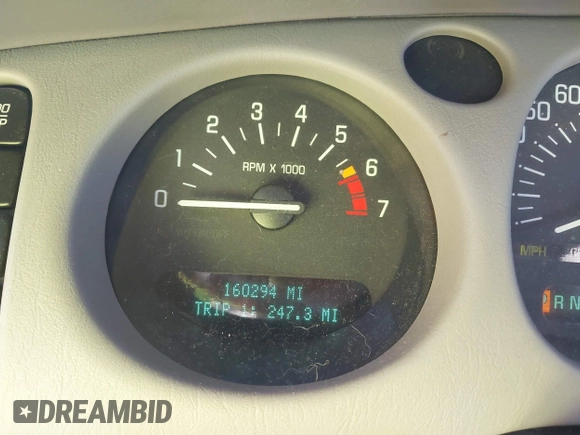 0 1 2 3 4 5 6 7
RPM X 1000
160294 MI
TRIP 1: 247.3 MI
60
MPH
P R N
DREAMBID